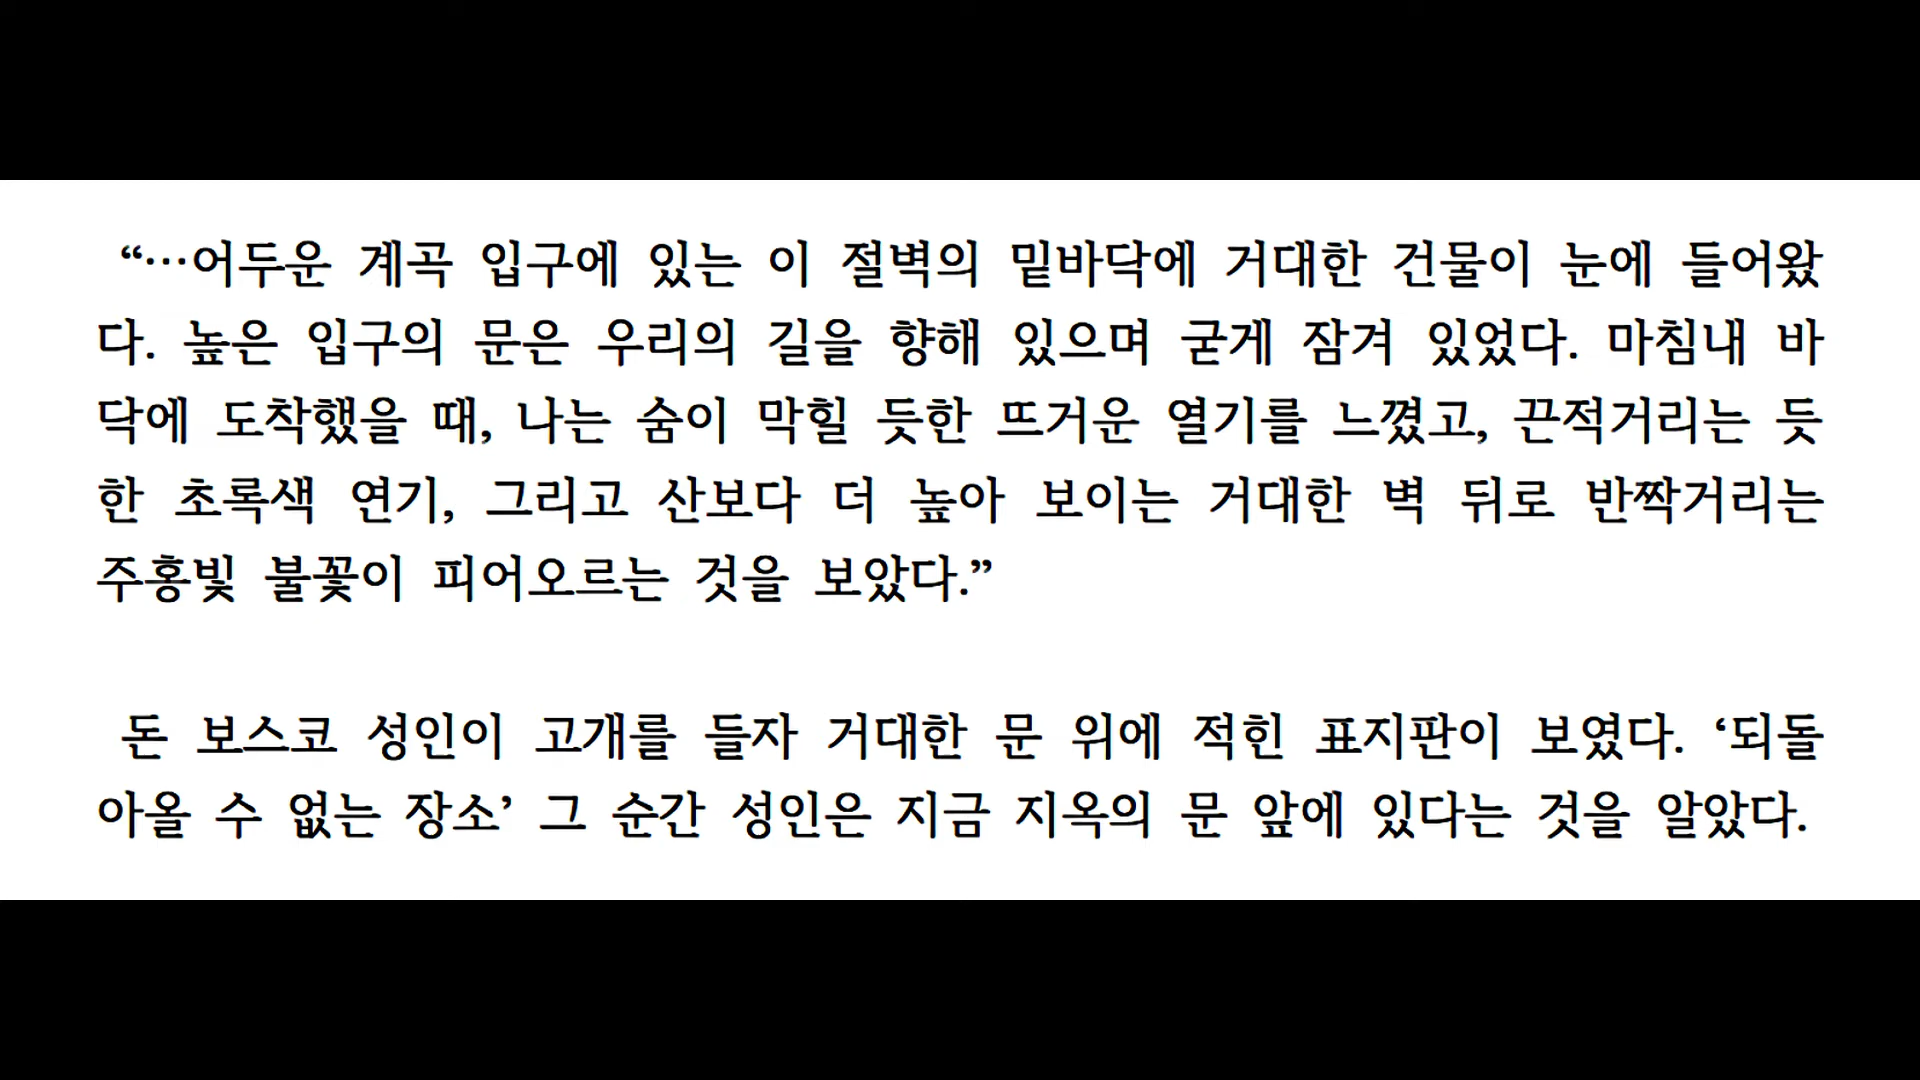 “…어두운 계곡 입구에 있는 이 절벽의 밑바닥에 거대한 건물이 눈에 들어왔
다. 높은 입구의 문은 우리의 길을 향해 있으며 굳게 잠겨 있었다. 마침내 바
닥에 도착했을 때, 나는 숨이 막힐 듯한 뜨거운 열기를 느꼈고, 끈적거리는 듯
한 초록색 연기, 그리고 산보다 더 높아 보이는 거대한 벽 뒤로 반짝거리는
주홍빛 불꽃이 피어오르는 것을 보았다.”
돈 보스코 성인이 고개를 들자 거대한 문 위에 적힌 표지판이 보였다. ‘되돌
아올 수 없는 장소’ 그 순간 성인은 지금 지옥의 문 앞에 있다는 것을 알았다.